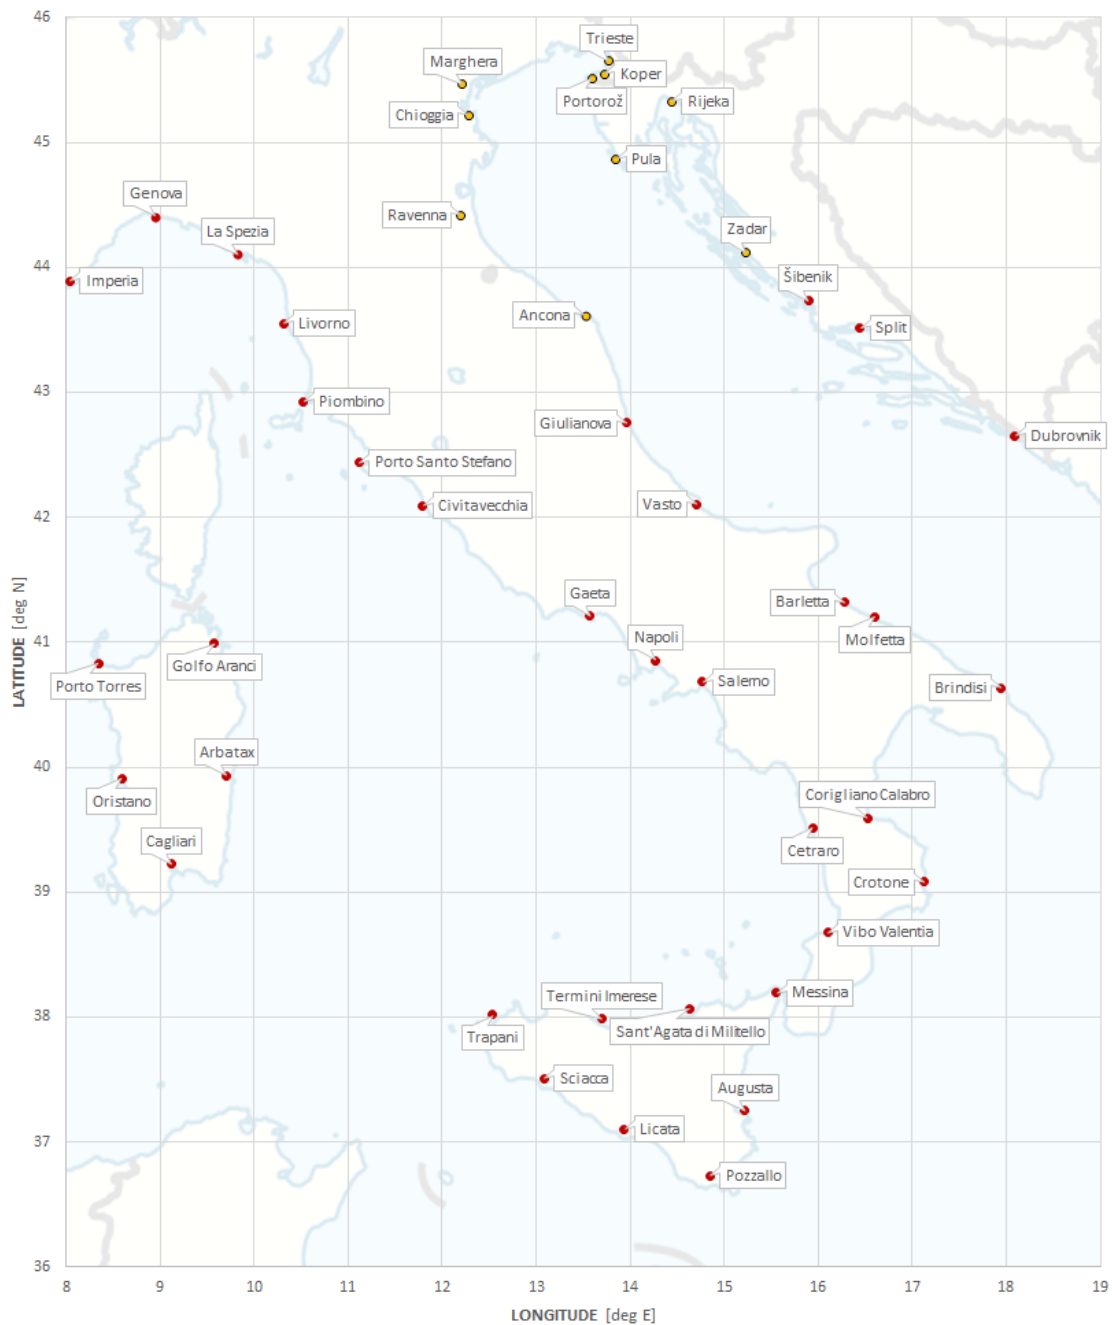 46
Trieste
Marghera
Koper
Portorož
Rijeka
Chioggia
45
Pula
Genova
Ravenna
La Spezia
Zadar
44
Imperia
Šibenik
Livorno
Ancona
Split
43
Piombino
Giulianova
Dubrovnik
Porto Santo Stefano
Civitavecchia
Vasto
42
Gaeta
Barletta
Napoli
Molfetta
41
Golfo Aranci
Porto Torres
Salerno
Brindisi
LATITUDE [deg N]
Arbatax
40
Oristano
Corigliano Calabro
Cagliari
Cetraro
Crotone
39
Vibo Valentia
Termini Imerese
Messina
38
Trapani
Sant'Agata di Militello
Sciacca
Augusta
Licata
37
Pozzallo
36
8 9 10 11 12 13 14 15 16 17 18 19
LONGITUDE [deg E]